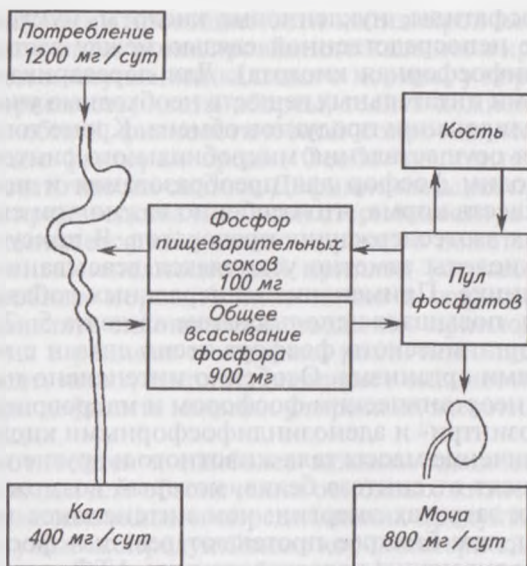 Потребление
1200 мг/сут
Кость
Фосфор
пищеварительных
соков
100 мг
Общее
всасывание
фосфора
900 мг
Пул
фосфатов
Кал
400 мг/сут
Моча
800 мг/сут